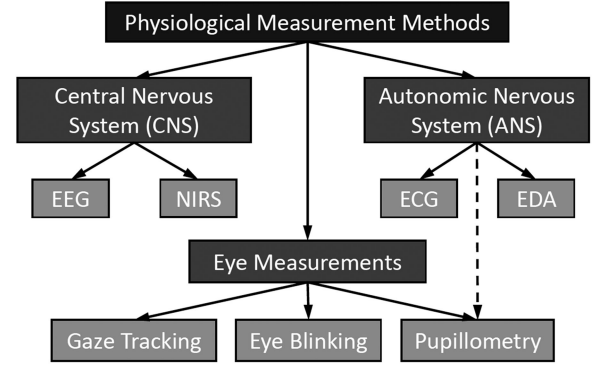 Physiological Measurement Methods
Central Nervous
System (CNS)
Autonomic Nervous
System (ANS)
EEG
NIRS
ECG
EDA
Eye Measurements
Gaze Tracking
Eye Blinking
Pupillometry